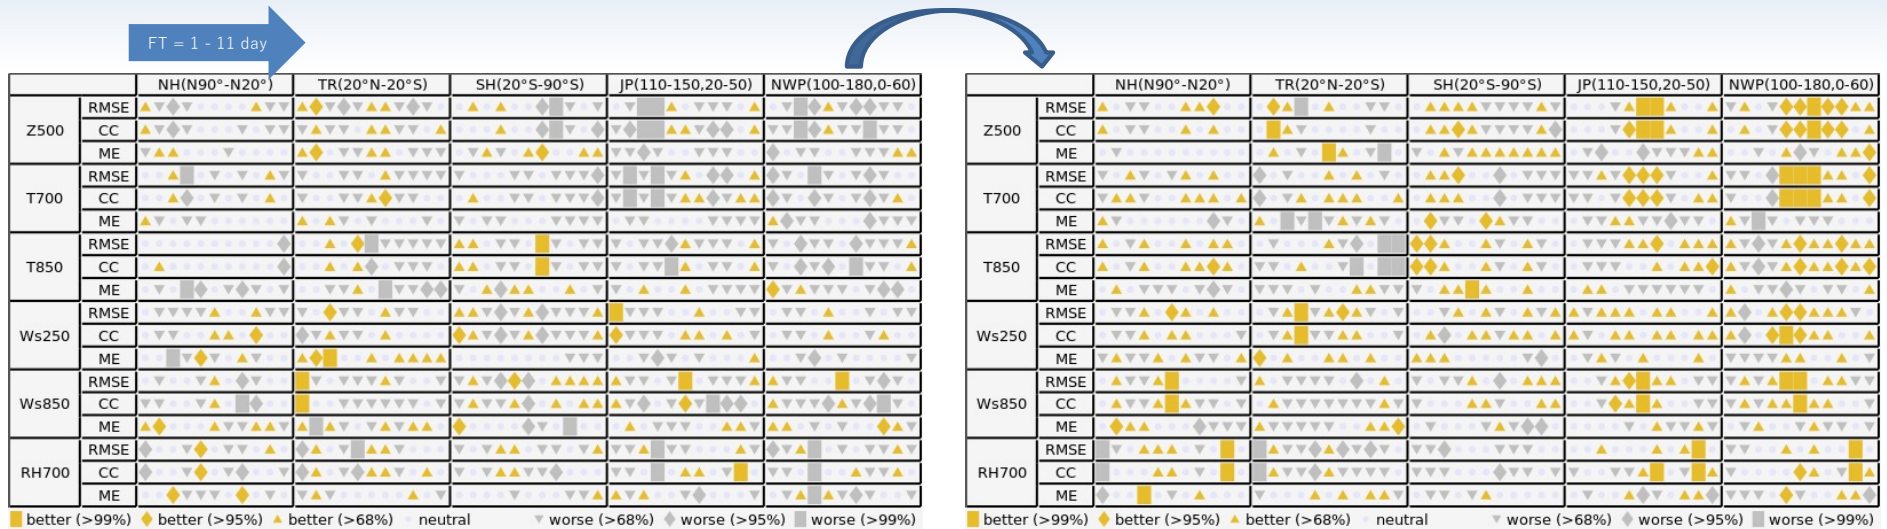 FT = 1 - 11 day
NH(N90°-N20°) TR(20°N-20°S) SH(20°S-90°S) JP(110-150,20-50) NWP(100-180,0-60)
Z500 RMSE
CC
ME
T700 RMSE
CC
ME
T850 RMSE
CC
ME
Ws250 RMSE
CC
ME
Ws850 RMSE
CC
ME
RH700 RMSE
CC
ME
better (>99%) better (>95%) better (>68%) neutral worse (>68%) worse (>95%) worse (>99%)
NH(N90°-N20°) TR(20°N-20°S) SH(20°S-90°S) JP(110-150,20-50) NWP(100-180,0-60)
Z500 RMSE
CC
ME
T700 RMSE
CC
ME
T850 RMSE
CC
ME
Ws250 RMSE
CC
ME
Ws850 RMSE
CC
ME
RH700 RMSE
CC
ME
better (>99%) better (>95%) better (>68%) neutral worse (>68%) worse (>95%) worse (>99%)